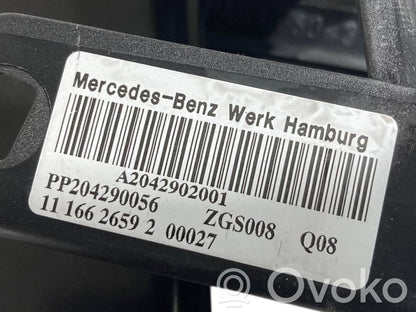 Mercedes-Benz Werk Hamburg
A2042902001
PP204290056 ZGS008 Q08
11 166 2659 2 00027
© Ovoko